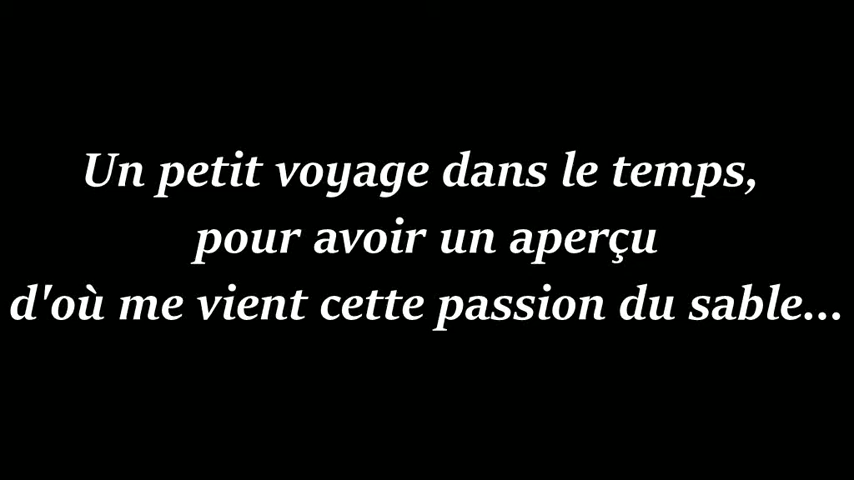 Un petit voyage dans le temps,
pour avoir un aperçu
d'où me vient cette passion du sable...